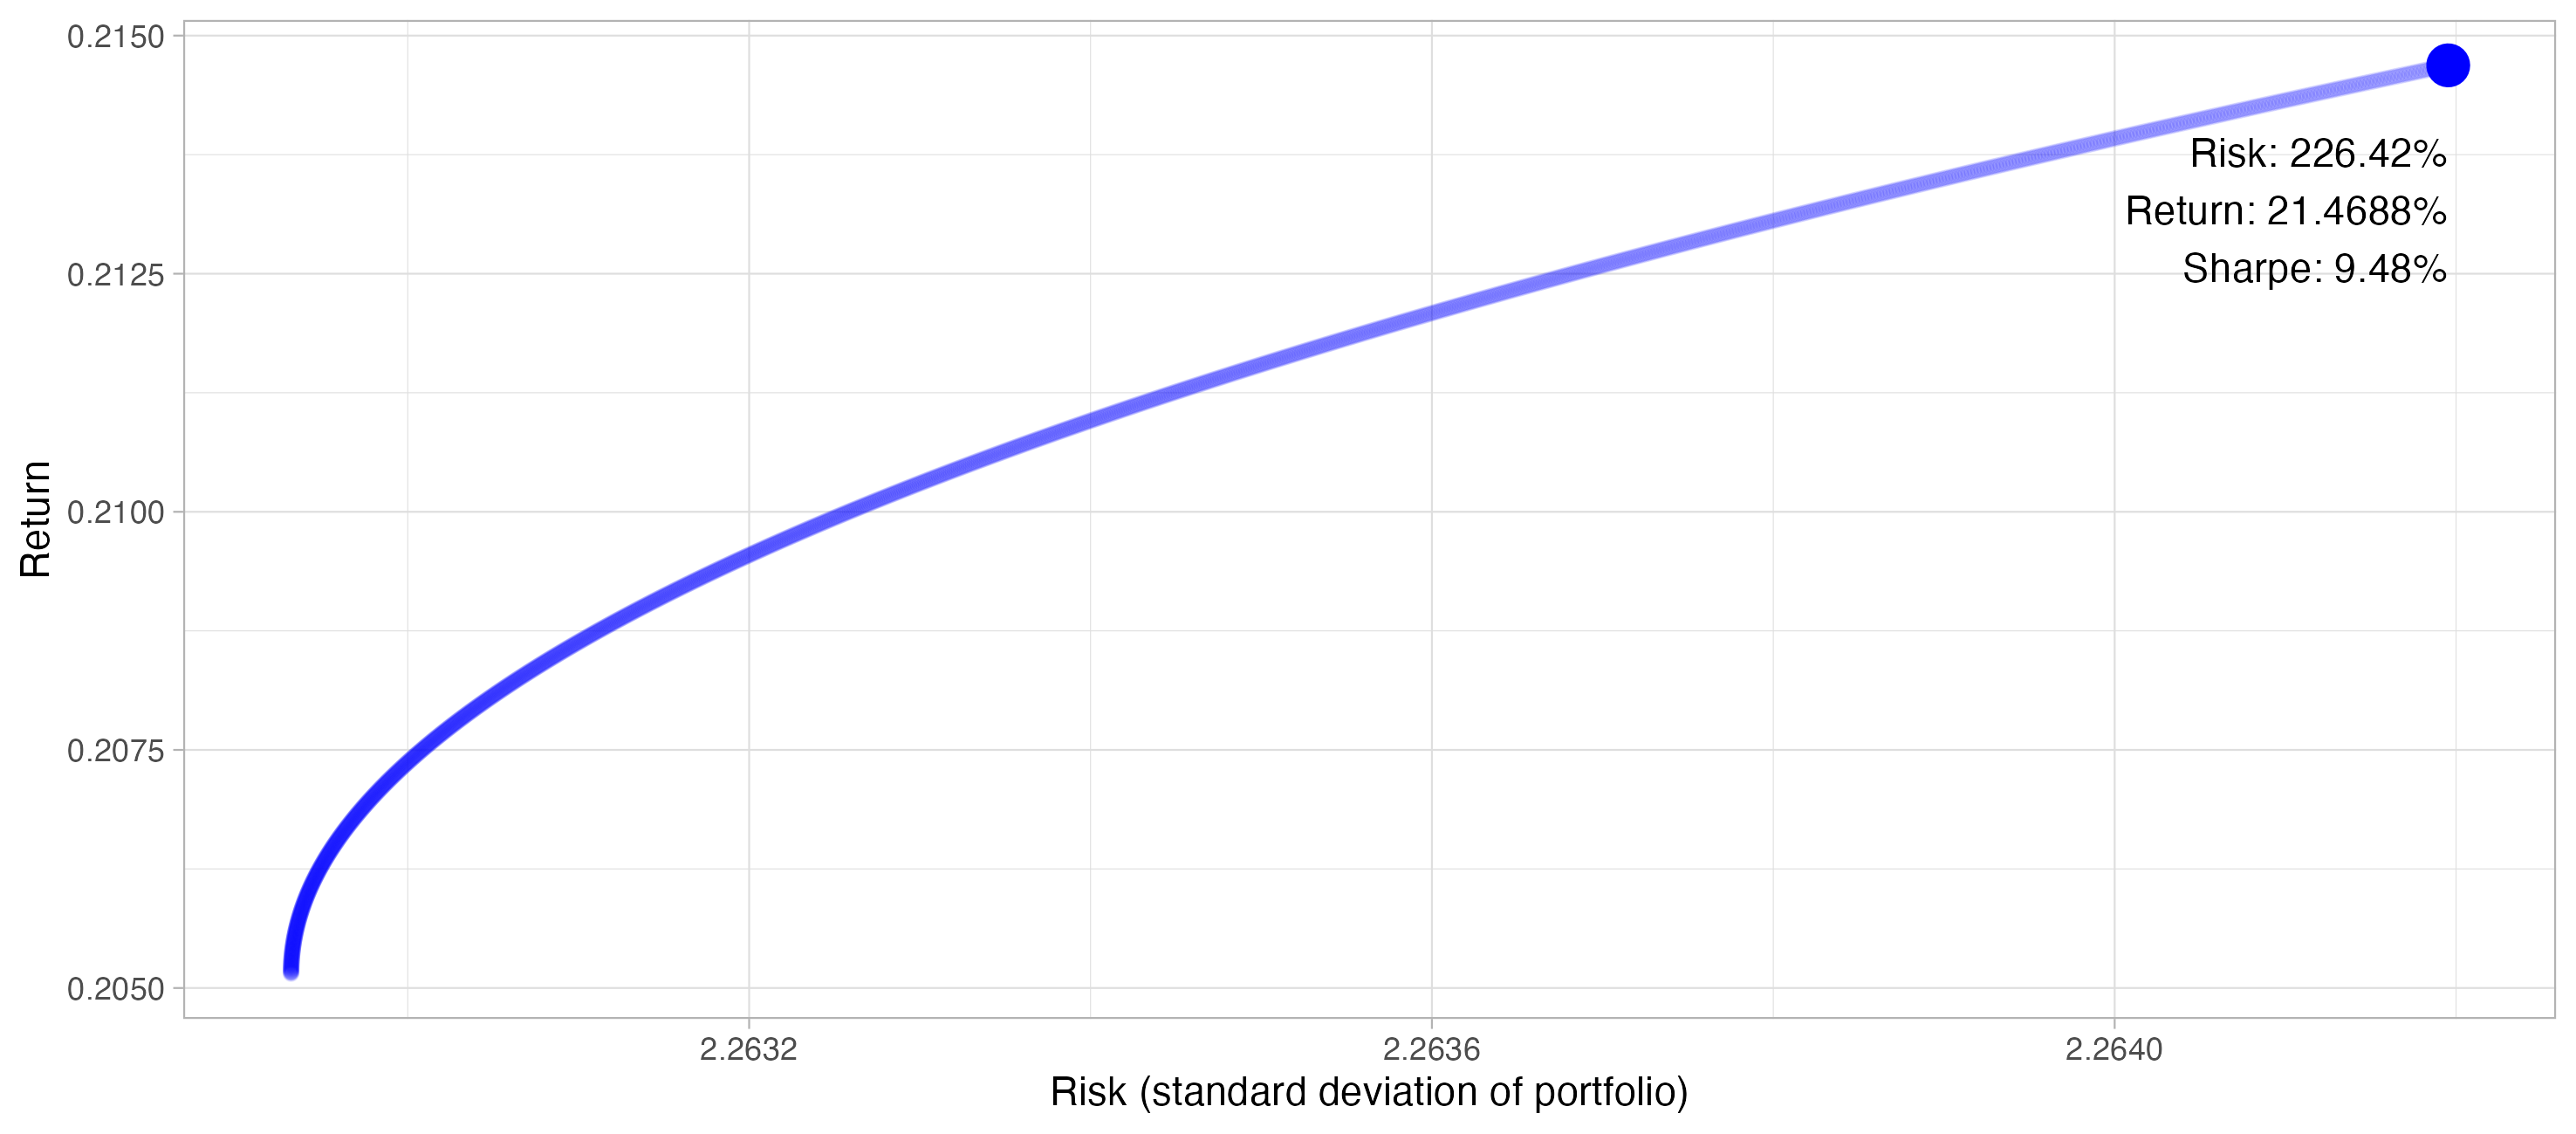 0.2150
0.2125
0.2100
0.2075
0.2050
Return
Risk: 226.42%
Return: 21.4688%
Sharpe: 9.48%
2.2632
2.2636
2.2640
Risk (standard deviation of portfolio)